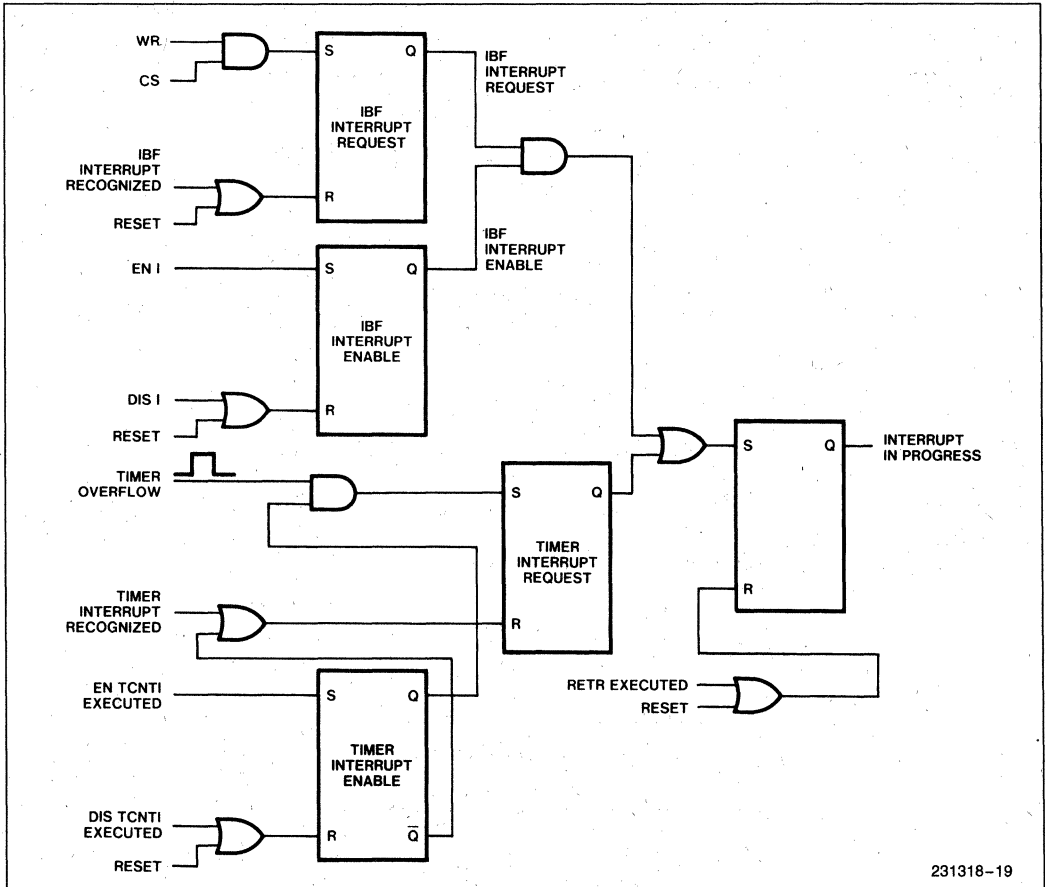 WR
CS
S
Q
IBF
INTERRUPT
REQUEST
IBF
INTERRUPT
REQUEST
IBF
INTERRUPT
RECOGNIZED
RESET
R
IBF
INTERRUPT
ENABLE
EN I
S
Q
IBF
INTERRUPT
ENABLE
DIS I
RESET
R
TIMER
OVERFLOW
S
Q
TIMER
INTERRUPT
REQUEST
S
Q
INTERRUPT
IN PROGRESS
R
TIMER
INTERRUPT
RECOGNIZED
R
EN TCNTI
EXECUTED
S
Q
TIMER
INTERRUPT
ENABLE
RETR EXECUTED
RESET
DIS TCNTI
EXECUTED
RESET
R
Q̅
231318–19